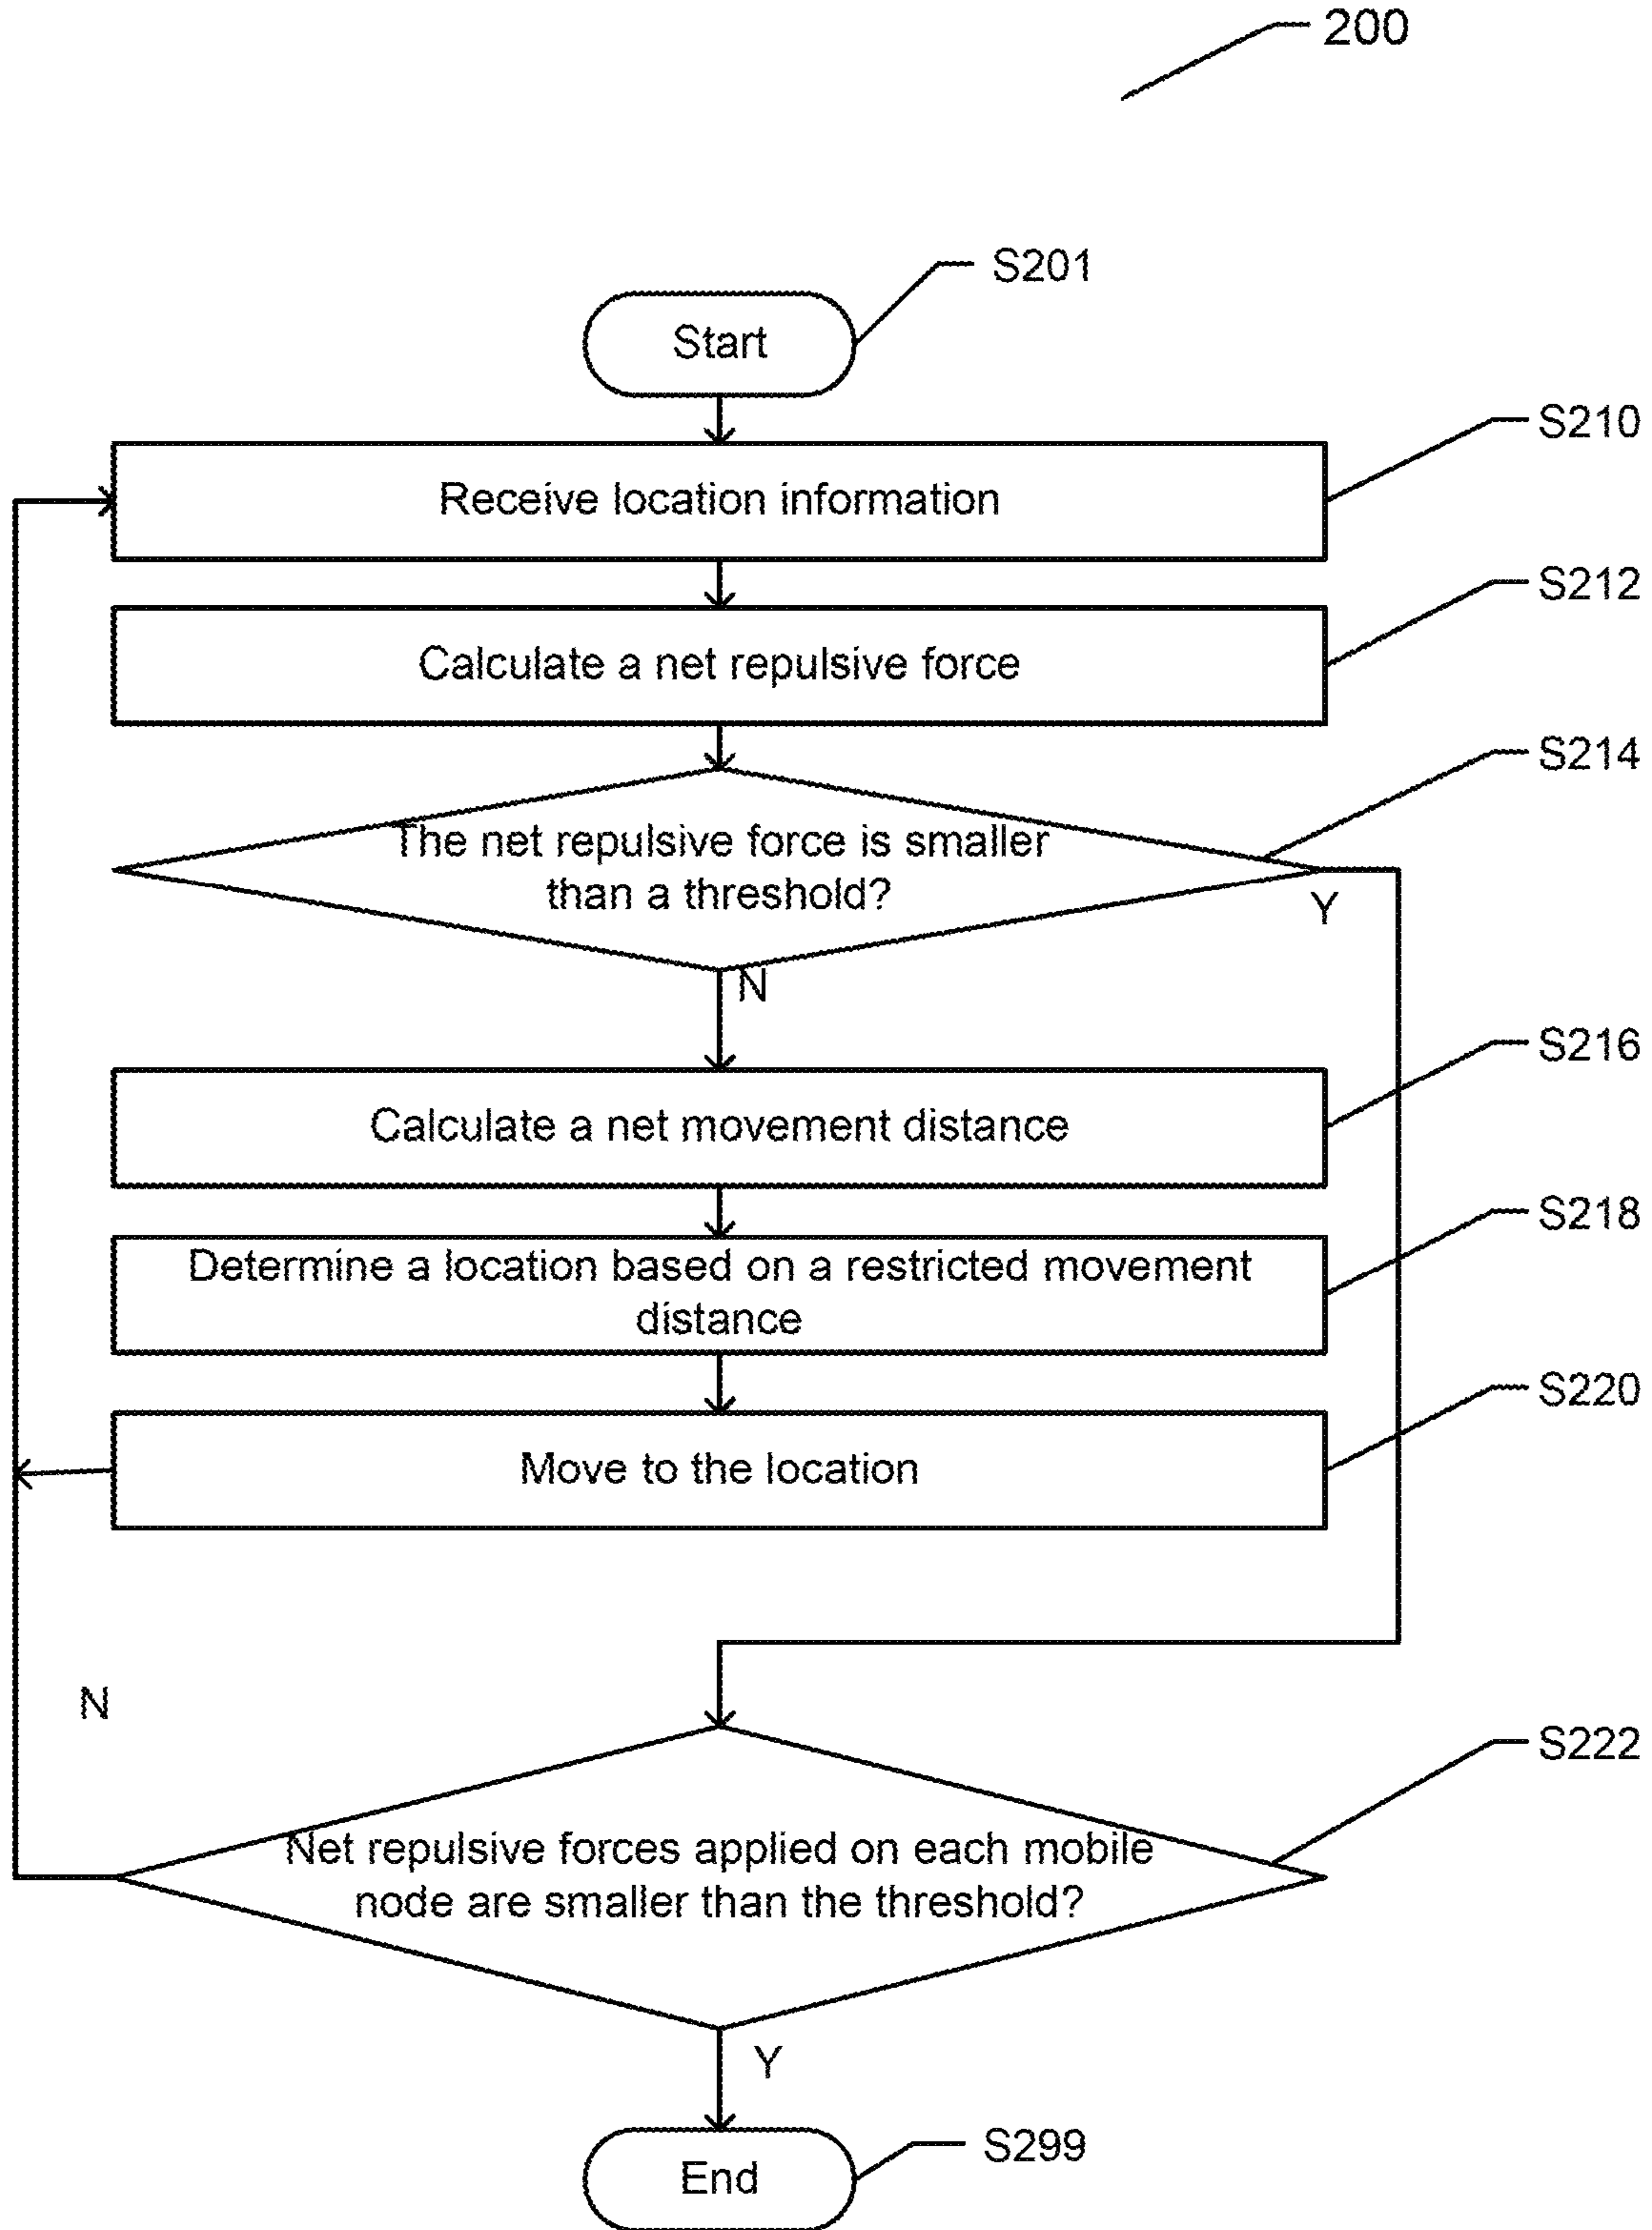 200
S201
Start
S210
Receive location information
S212
Calculate a net repulsive force
S214
The net repulsive force is smaller
than a threshold?
Y
N
S216
Calculate a net movement distance
S218
Determine a location based on a restricted movement
distance
S220
Move to the location
N
S222
Net repulsive forces applied on each mobile
node are smaller than the threshold?
Y
S299
End